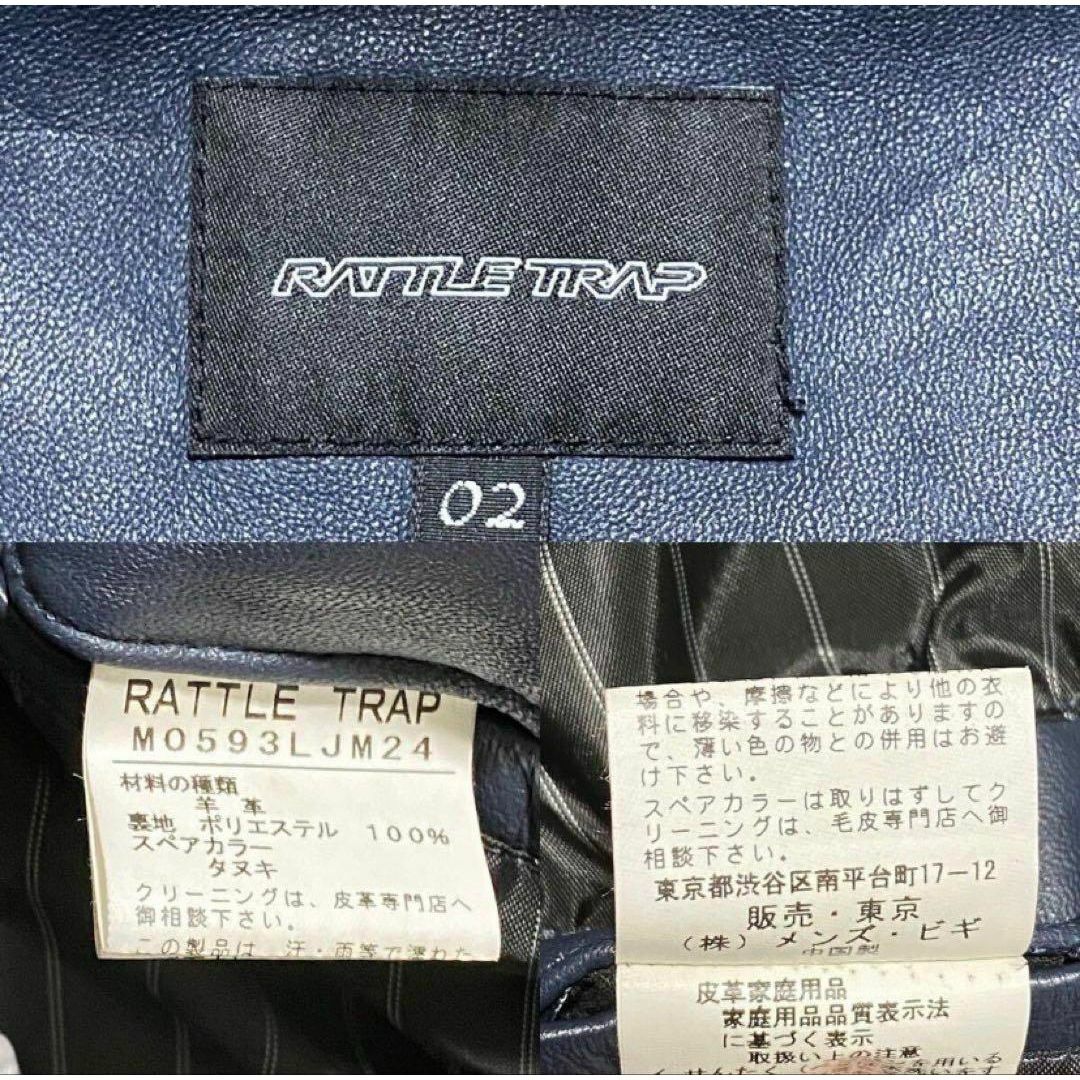 RATTLE TRAP
02
RATTLE TRAP
M0593LJM24
材料の種類
羊 革
裏地 ポリエステル 100%
スペアカラー
タヌキ
クリーニングは、皮革専門店へ
御相談下さい。
この製品は、汗・雨等で濡れた
場合や、摩擦などにより他の衣
料に移染することがありますの
で、薄い色の物との併用はお避
け下さい。
スペアカラーは取りはずしてク
リーニングは、毛皮専門店へ御
相談下さい。
東京都渋谷区南平台町17-12
販売・東京
(株) メンズ・ビギ
中国製
皮革家庭用品
家庭用品品質表示法
に基づく表示
取扱い上の注意
を用いる